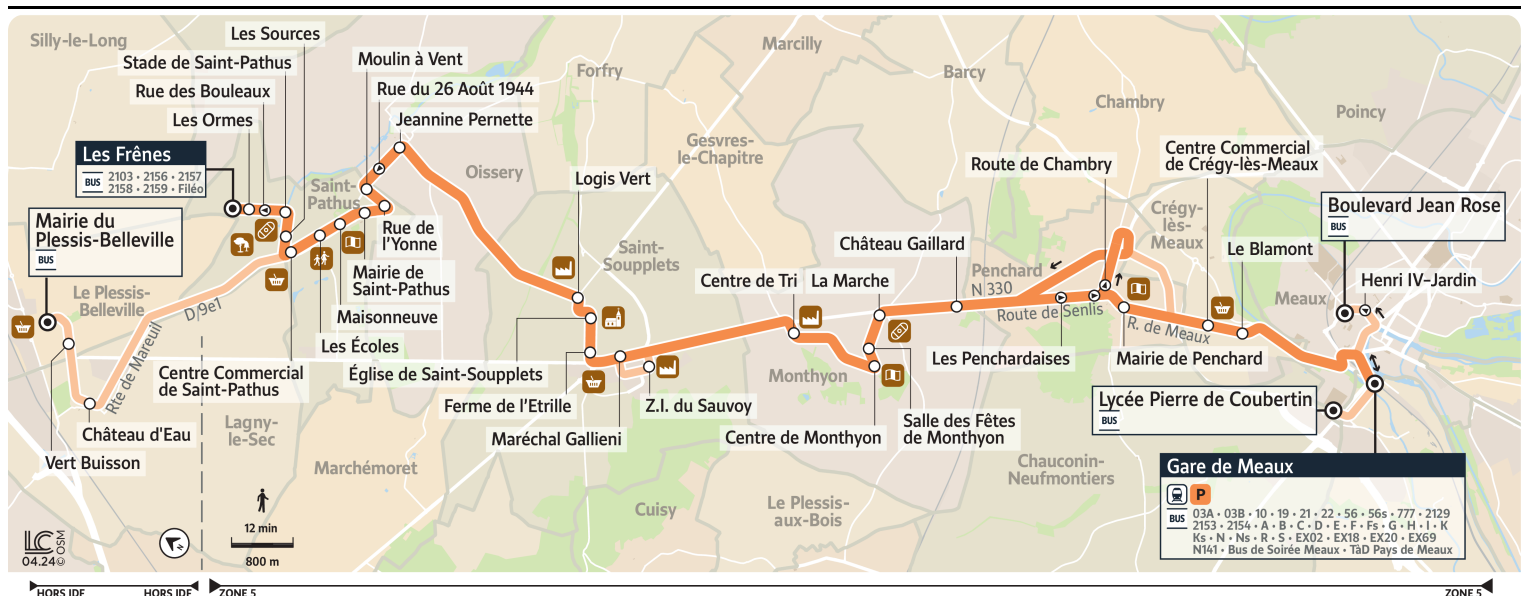 Silly-le-Long
Les Sources
Stade de Saint-Pathus
Rue des Bouleaux
Les Ormes
Les Frênes
BUS
2103 • 2156 • 2157
2158 • 2159 • Filéo
Mairie du
Plessis-Belleville
BUS
Le Plessis-
Belleville
D 9e1
Rte de Mareuil
Château d'Eau
Vert Buisson
Moulin à Vent
Rue du 26 Août 1944
Jeannine Pernette
Saint-
Pathus
Oissery
Rue de
l'Yonne
Mairie de
Saint-Pathus
Maisonneuve
Les Écoles
Centre Commercial
de Saint-Pathus
Lagny-
le-Sec
Marchémoret
Forfry
Marcilly
Barcy
Chambry
Poincy
Gesvres-
le-Chapitre
Logis Vert
Saint-
Soupplets
Église de Saint-Soupplets
Ferme de l'Etrille
Maréchal Gallieni
Z.I. du Sauvoy
Cuisy
Centre de Tri
La Marche
Château Gaillard
Monthyon
Centre de Monthyon
Salle des Fêtes
de Monthyon
Le Plessis-
aux-Bois
Route de Chambry
Penchard
N 330
Route de Senlis
Les Penchardaises
R. de Meaux
Mairie de Penchard
Chauconin-
Neufmontiers
Centre Commercial
de Crégy-lès-Meaux
Crégy-
lès-
Meaux
Le Blamont
Boulevard Jean Rose
BUS
Meaux
Henri IV–Jardin
Lycée Pierre de Coubertin
BUS
Gare de Meaux
P
BUS
03A • 03B • 10 • 19 • 21 • 22 • 56 • 56s • 777 • 2129
2153 • 2154 • A • B • C • D • E • F • Fs • G • H • I • K
Ks • N • Ns • R • S • EX02 • EX18 • EX20 • EX69
N141 • Bus de Soirée Meaux • TàD Pays de Meaux
12 min
800 m
LC
04.24 © OSM
N
HORS IDF
HORS IDF
ZONE 5
ZONE 5